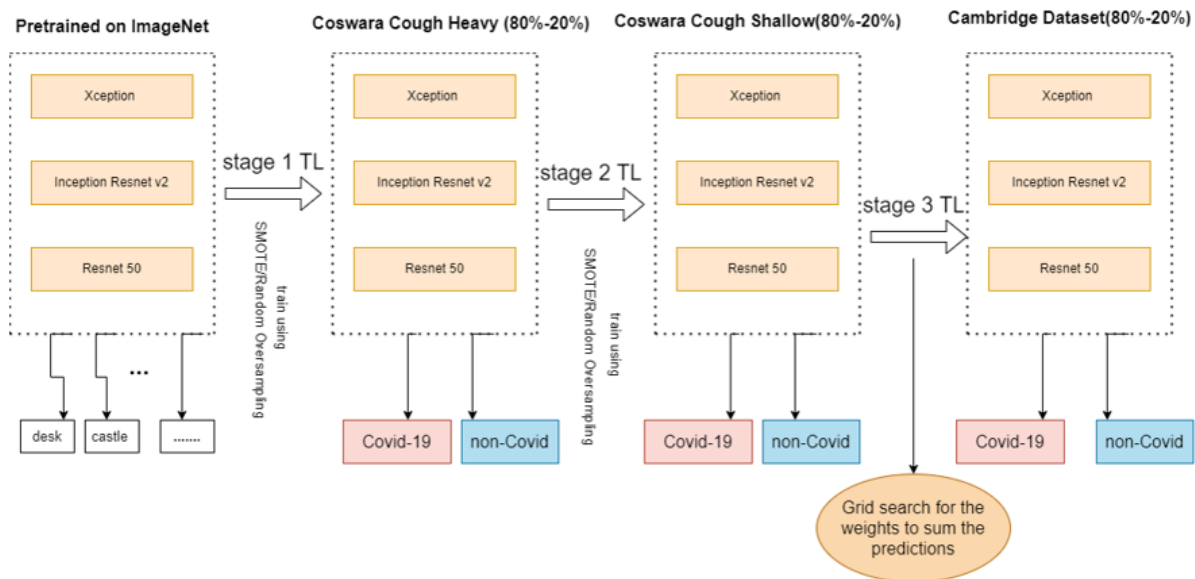 Pretrained on ImageNet
Coswara Cough Heavy (80%-20%)
Coswara Cough Shallow(80%-20%)
Cambridge Dataset(80%-20%)
Xception
Inception Resnet v2
Resnet 50
stage 1 TL
train using
SMOTE/Random Oversampling
Xception
Inception Resnet v2
Resnet 50
stage 2 TL
train using
SMOTE/Random Oversampling
Xception
Inception Resnet v2
Resnet 50
stage 3 TL
Xception
Inception Resnet v2
Resnet 50
...
desk
castle
.......
Covid-19
non-Covid
Covid-19
non-Covid
Covid-19
non-Covid
Grid search for the
weights to sum the
predictions